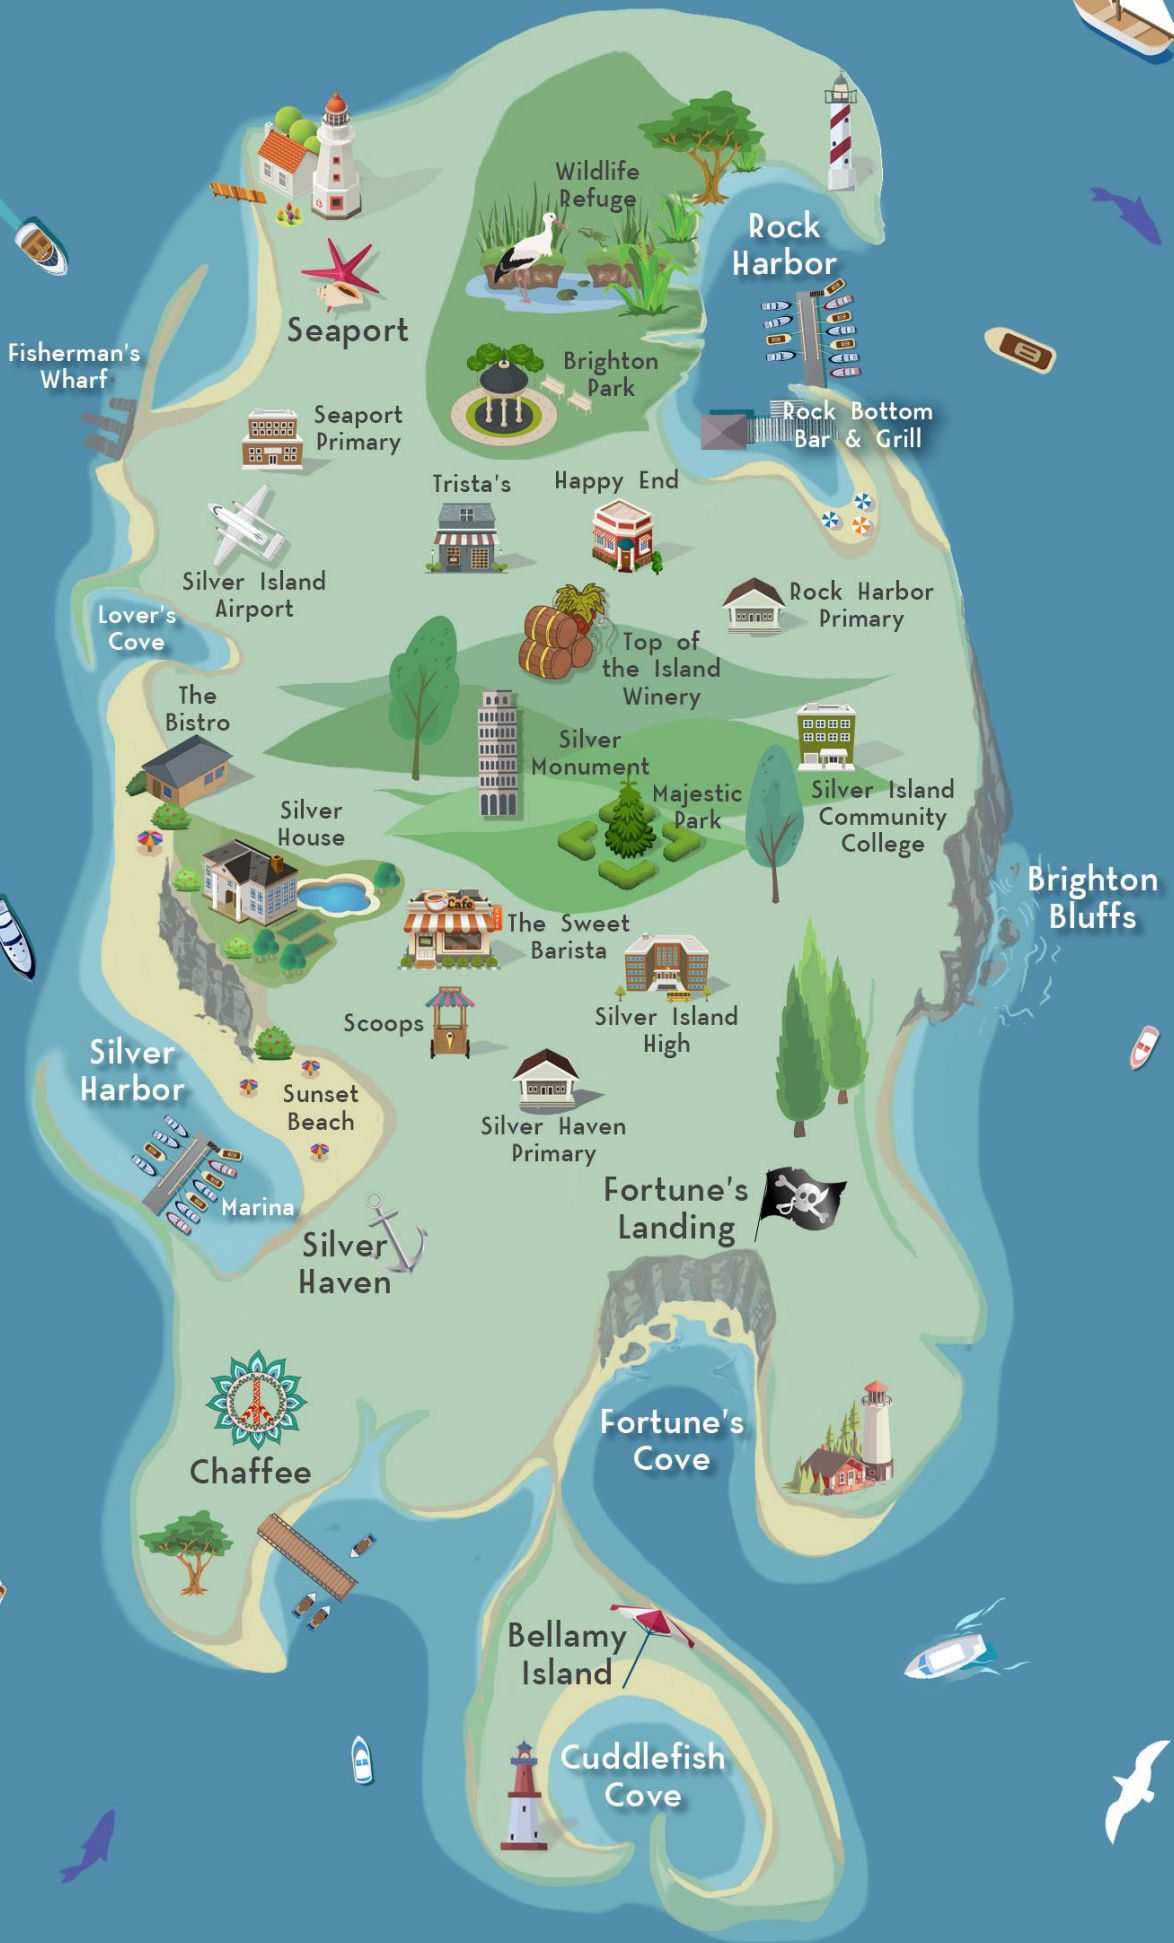 Wildlife
Refuge
Rock
Harbor
Seaport
Fisherman's
Wharf
Brighton
Park
Seaport
Primary
Rock Bottom
Bar & Grill
Trista's
Happy End
Silver Island
Airport
Rock Harbor
Primary
Lover's
Cove
Top of
the Island
Winery
The
Bistro
Silver
Monument
Majestic
Park
Silver Island
Community
College
Silver
House
Brighton
Bluffs
Cafe
The Sweet
Barista
Silver Island
High
Scoops
Silver
Harbor
Sunset
Beach
Silver Haven
Primary
Marina
Fortune's
Landing
Silver
Haven
Fortune's
Cove
Chaffee
Bellamy
Island
Cuddlefish
Cove